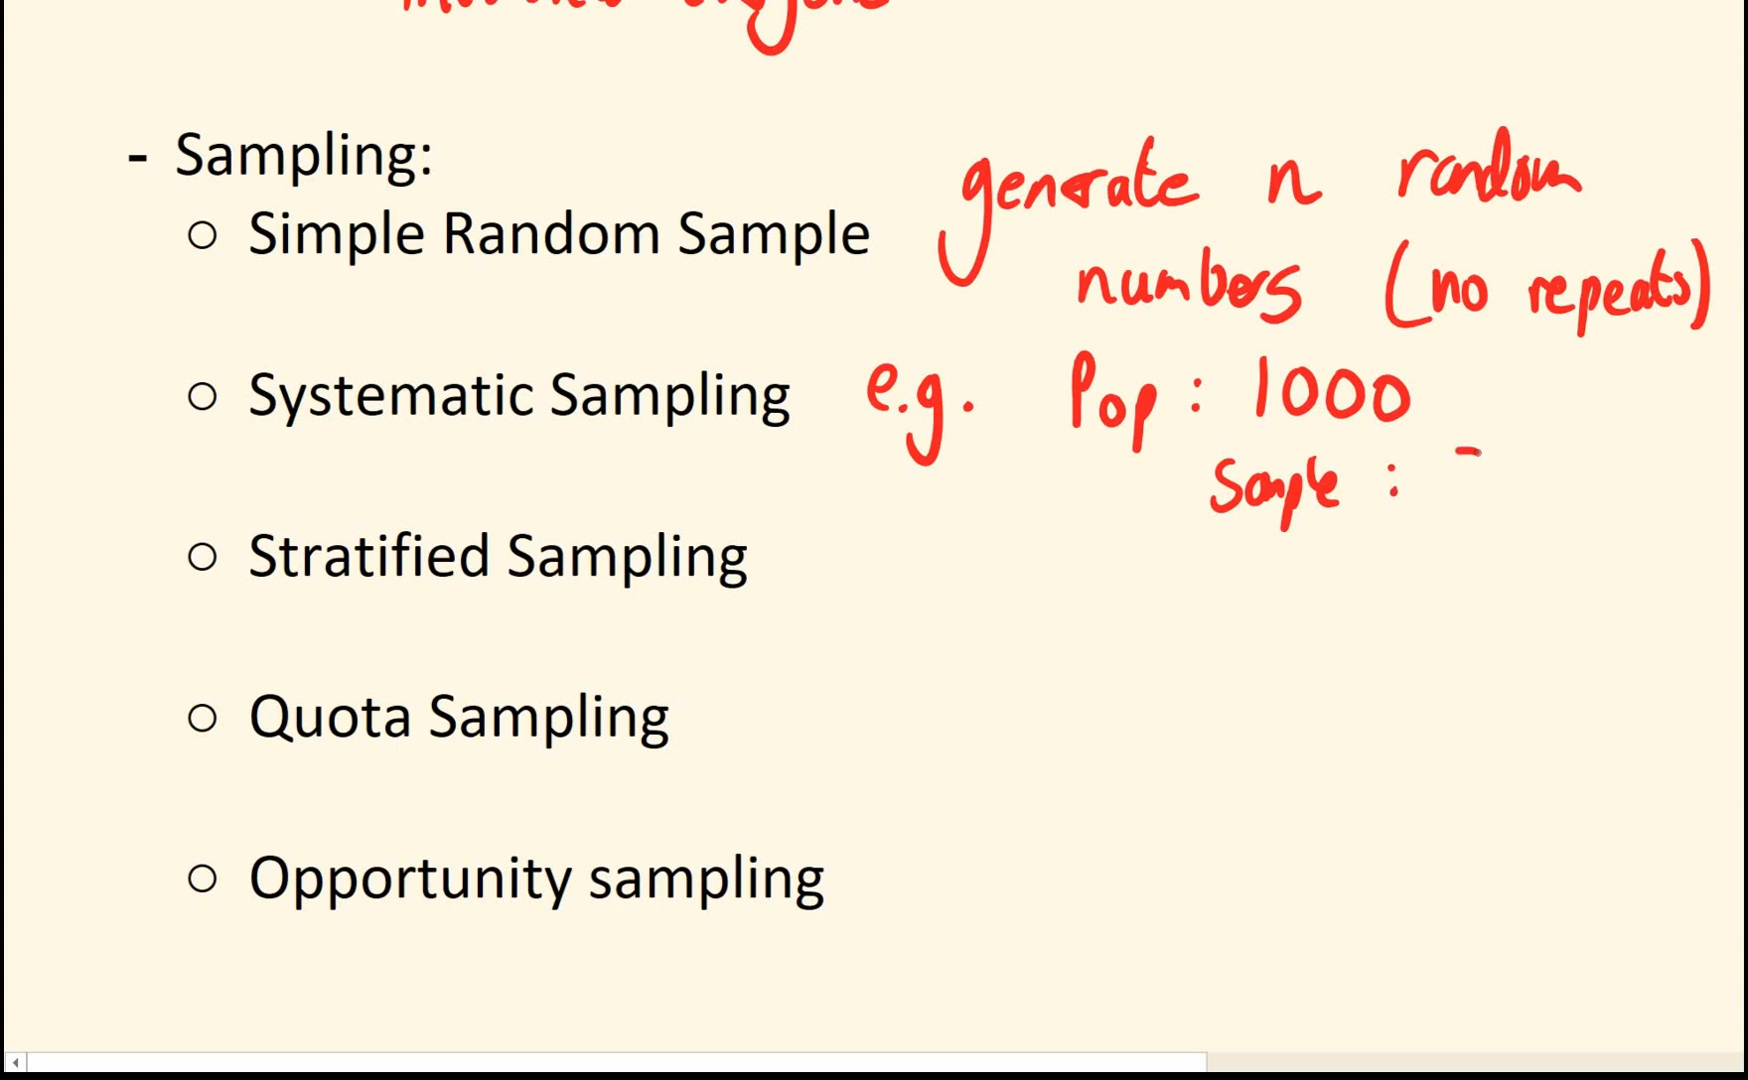 - Sampling:
○ Simple Random Sample
generate n random
numbers (no repeats)
○ Systematic Sampling e.g. Pop : 1000
Sample :
○ Stratified Sampling
○ Quota Sampling
○ Opportunity sampling